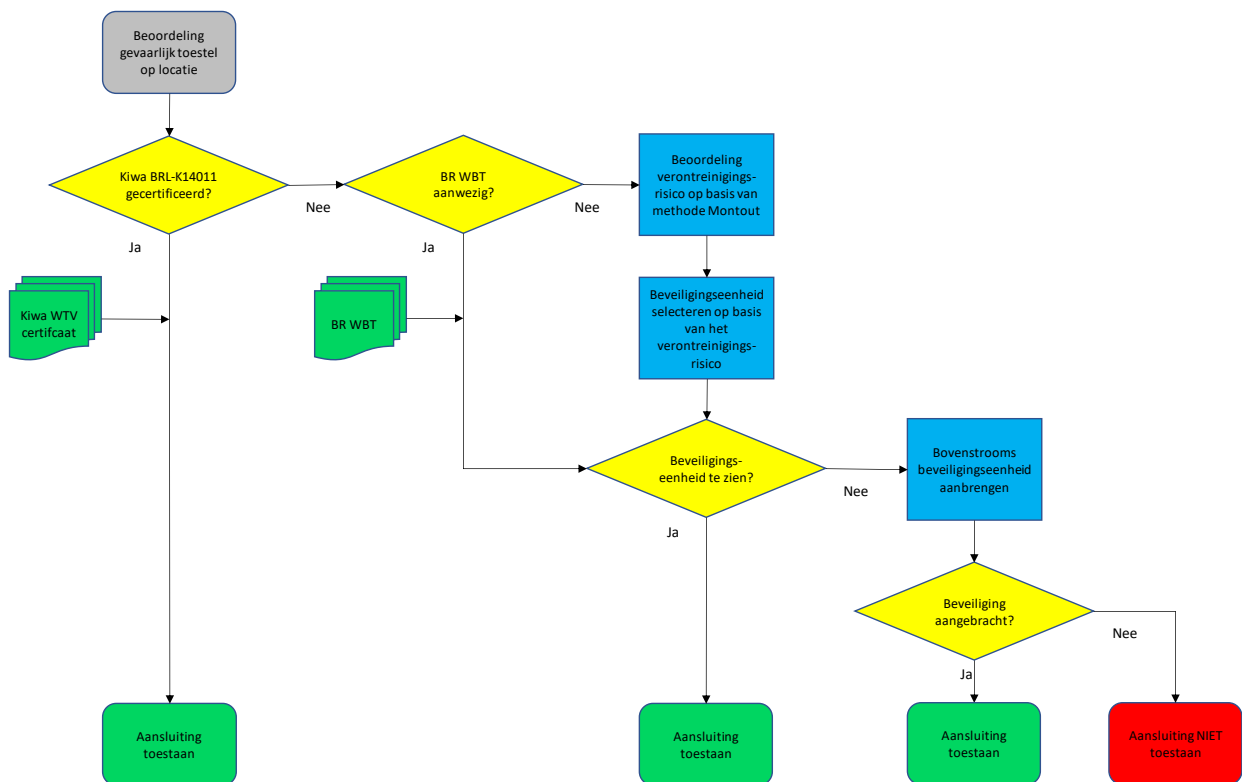 Beoordeling
gevaarlijk toestel
op locatie
Kiwa BRL-K14011
gecertificeerd?
Nee
Ja
BR WBT
aanwezig?
Nee
Ja
Beoordeling
verontreinigings-
risico op basis van
methode Montout
Kiwa WTV
certifcaat
BR WBT
Beveiligingseenheid
selecteren op basis
van het
verontreinigings-
risico
Beveiligings-
eenheid te zien?
Nee
Ja
Bovenstrooms
beveiligingseenheid
aanbrengen
Beveiliging
aangebracht?
Nee
Ja
Aansluiting
toestaan
Aansluiting
toestaan
Aansluiting
toestaan
Aansluiting NIET
toestaan